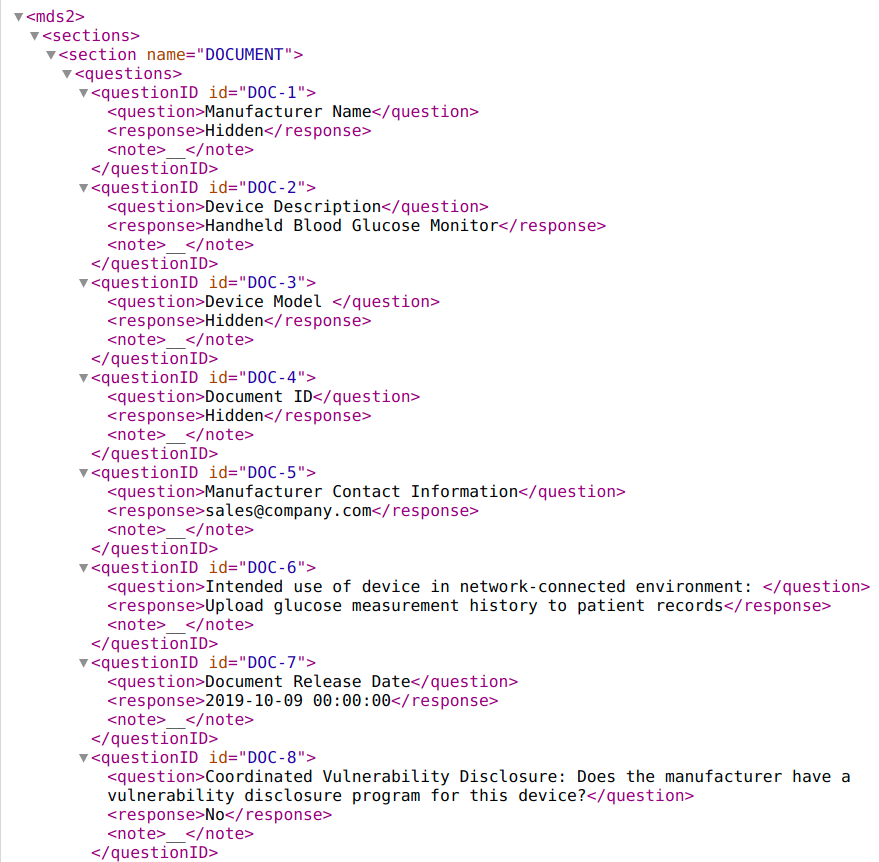 ▼<mds2>
▼<sections>
▼<section name="DOCUMENT">
▼<questions>
▼<questionID id="DOC-1">
<question>Manufacturer Name</question>
<response>Hidden</response>
<note>__</note>
</questionID>
▼<questionID id="DOC-2">
<question>Device Description</question>
<response>Handheld Blood Glucose Monitor</response>
<note>__</note>
</questionID>
▼<questionID id="DOC-3">
<question>Device Model </question>
<response>Hidden</response>
<note>__</note>
</questionID>
▼<questionID id="DOC-4">
<question>Document ID</question>
<response>Hidden</response>
<note>__</note>
</questionID>
▼<questionID id="DOC-5">
<question>Manufacturer Contact Information</question>
<response>sales@company.com</response>
<note>__</note>
</questionID>
▼<questionID id="DOC-6">
<question>Intended use of device in network-connected environment: </question>
<response>Upload glucose measurement history to patient records</response>
<note>__</note>
</questionID>
▼<questionID id="DOC-7">
<question>Document Release Date</question>
<response>2019-10-09 00:00:00</response>
<note>__</note>
</questionID>
▼<questionID id="DOC-8">
<question>Coordinated Vulnerability Disclosure: Does the manufacturer have a
vulnerability disclosure program for this device?</question>
<response>No</response>
<note>__</note>
</questionID>